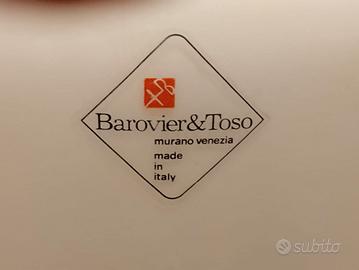 Barovier&Toso
murano venezia
made
in
italy
subito